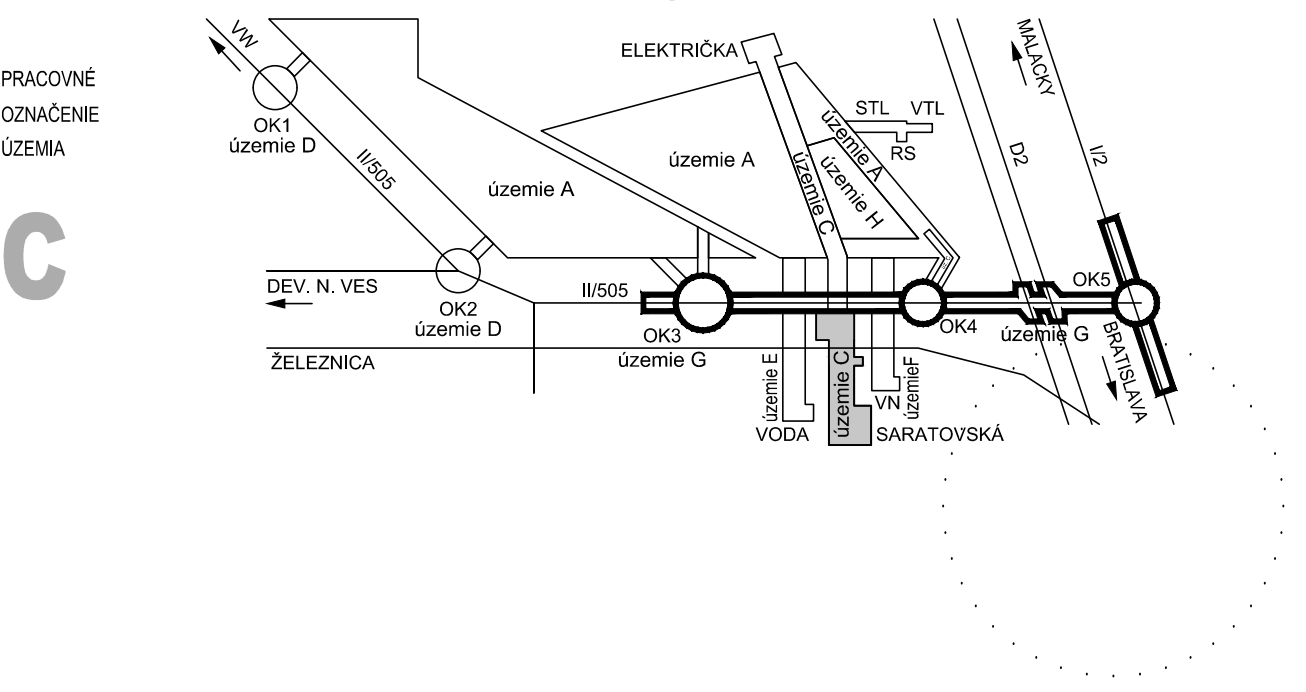 PRACOVNÉ
OZNAČENIE
ÚZEMIA
C
VW
OK1
územie D
II/505
územie A
územie A
ELEKTRIČKA
územie C
územie A
územie H
STL VTL
RS
D2
MALACKY
I/2
DEV. N. VES
OK2
územie D
II/505
OK3
územie G
OK4
OK5
územie G
BRATISLAVA
ŽELEZNICA
územie E
VODA
územie C
VN
územieF
SARATOVSKÁ